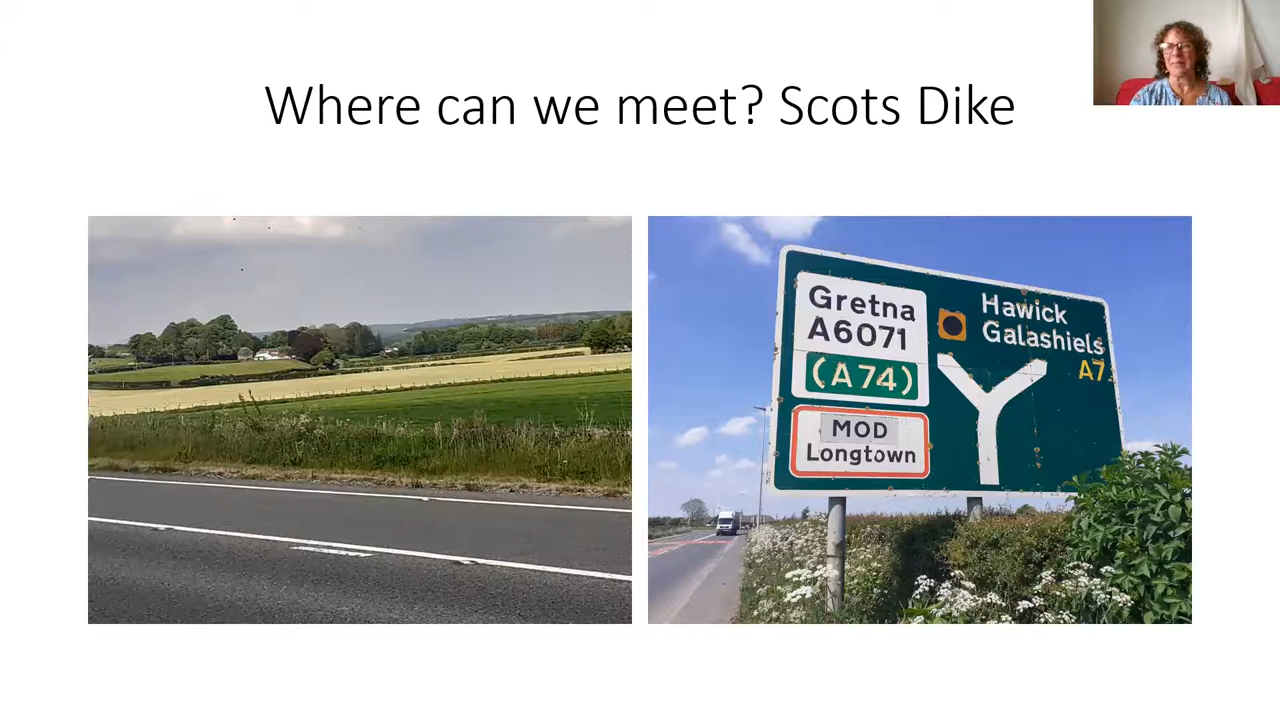 Where can we meet? Scots Dike
Gretna
A6071
(A74)
MOD
Longtown
Hawick
Galashiels
A7